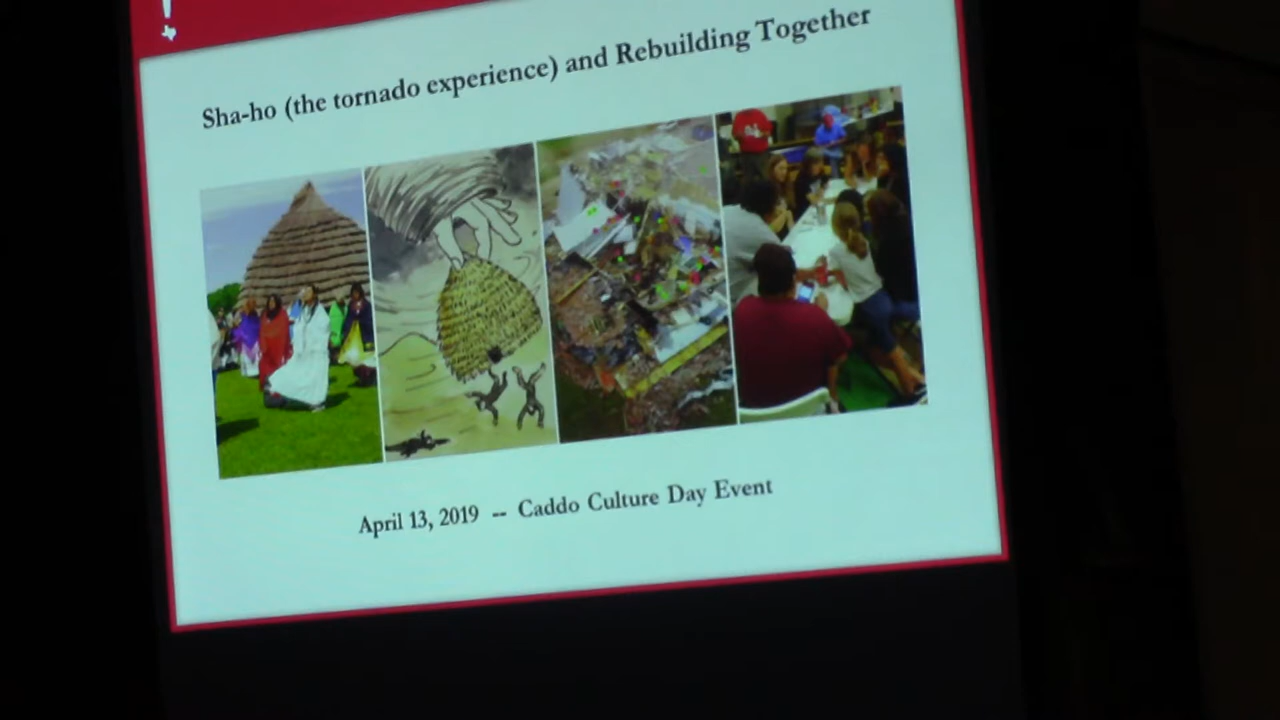 Sha-ho (the tornado experience) and Rebuilding Together
April 13, 2019 -- Caddo Culture Day Event